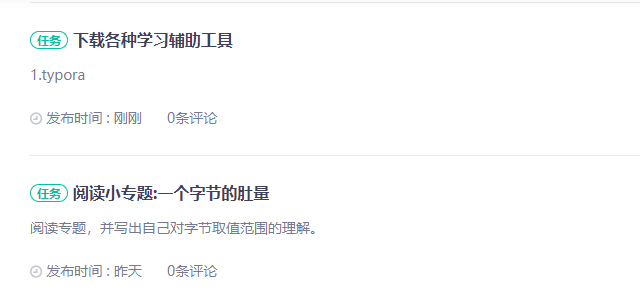 任务 下载各种学习辅助工具
1.typora
发布时间 : 刚刚 0条评论
任务 阅读小专题:一个字节的肚量
阅读专题，并写出自己对字节取值范围的理解。
发布时间 : 昨天 0条评论